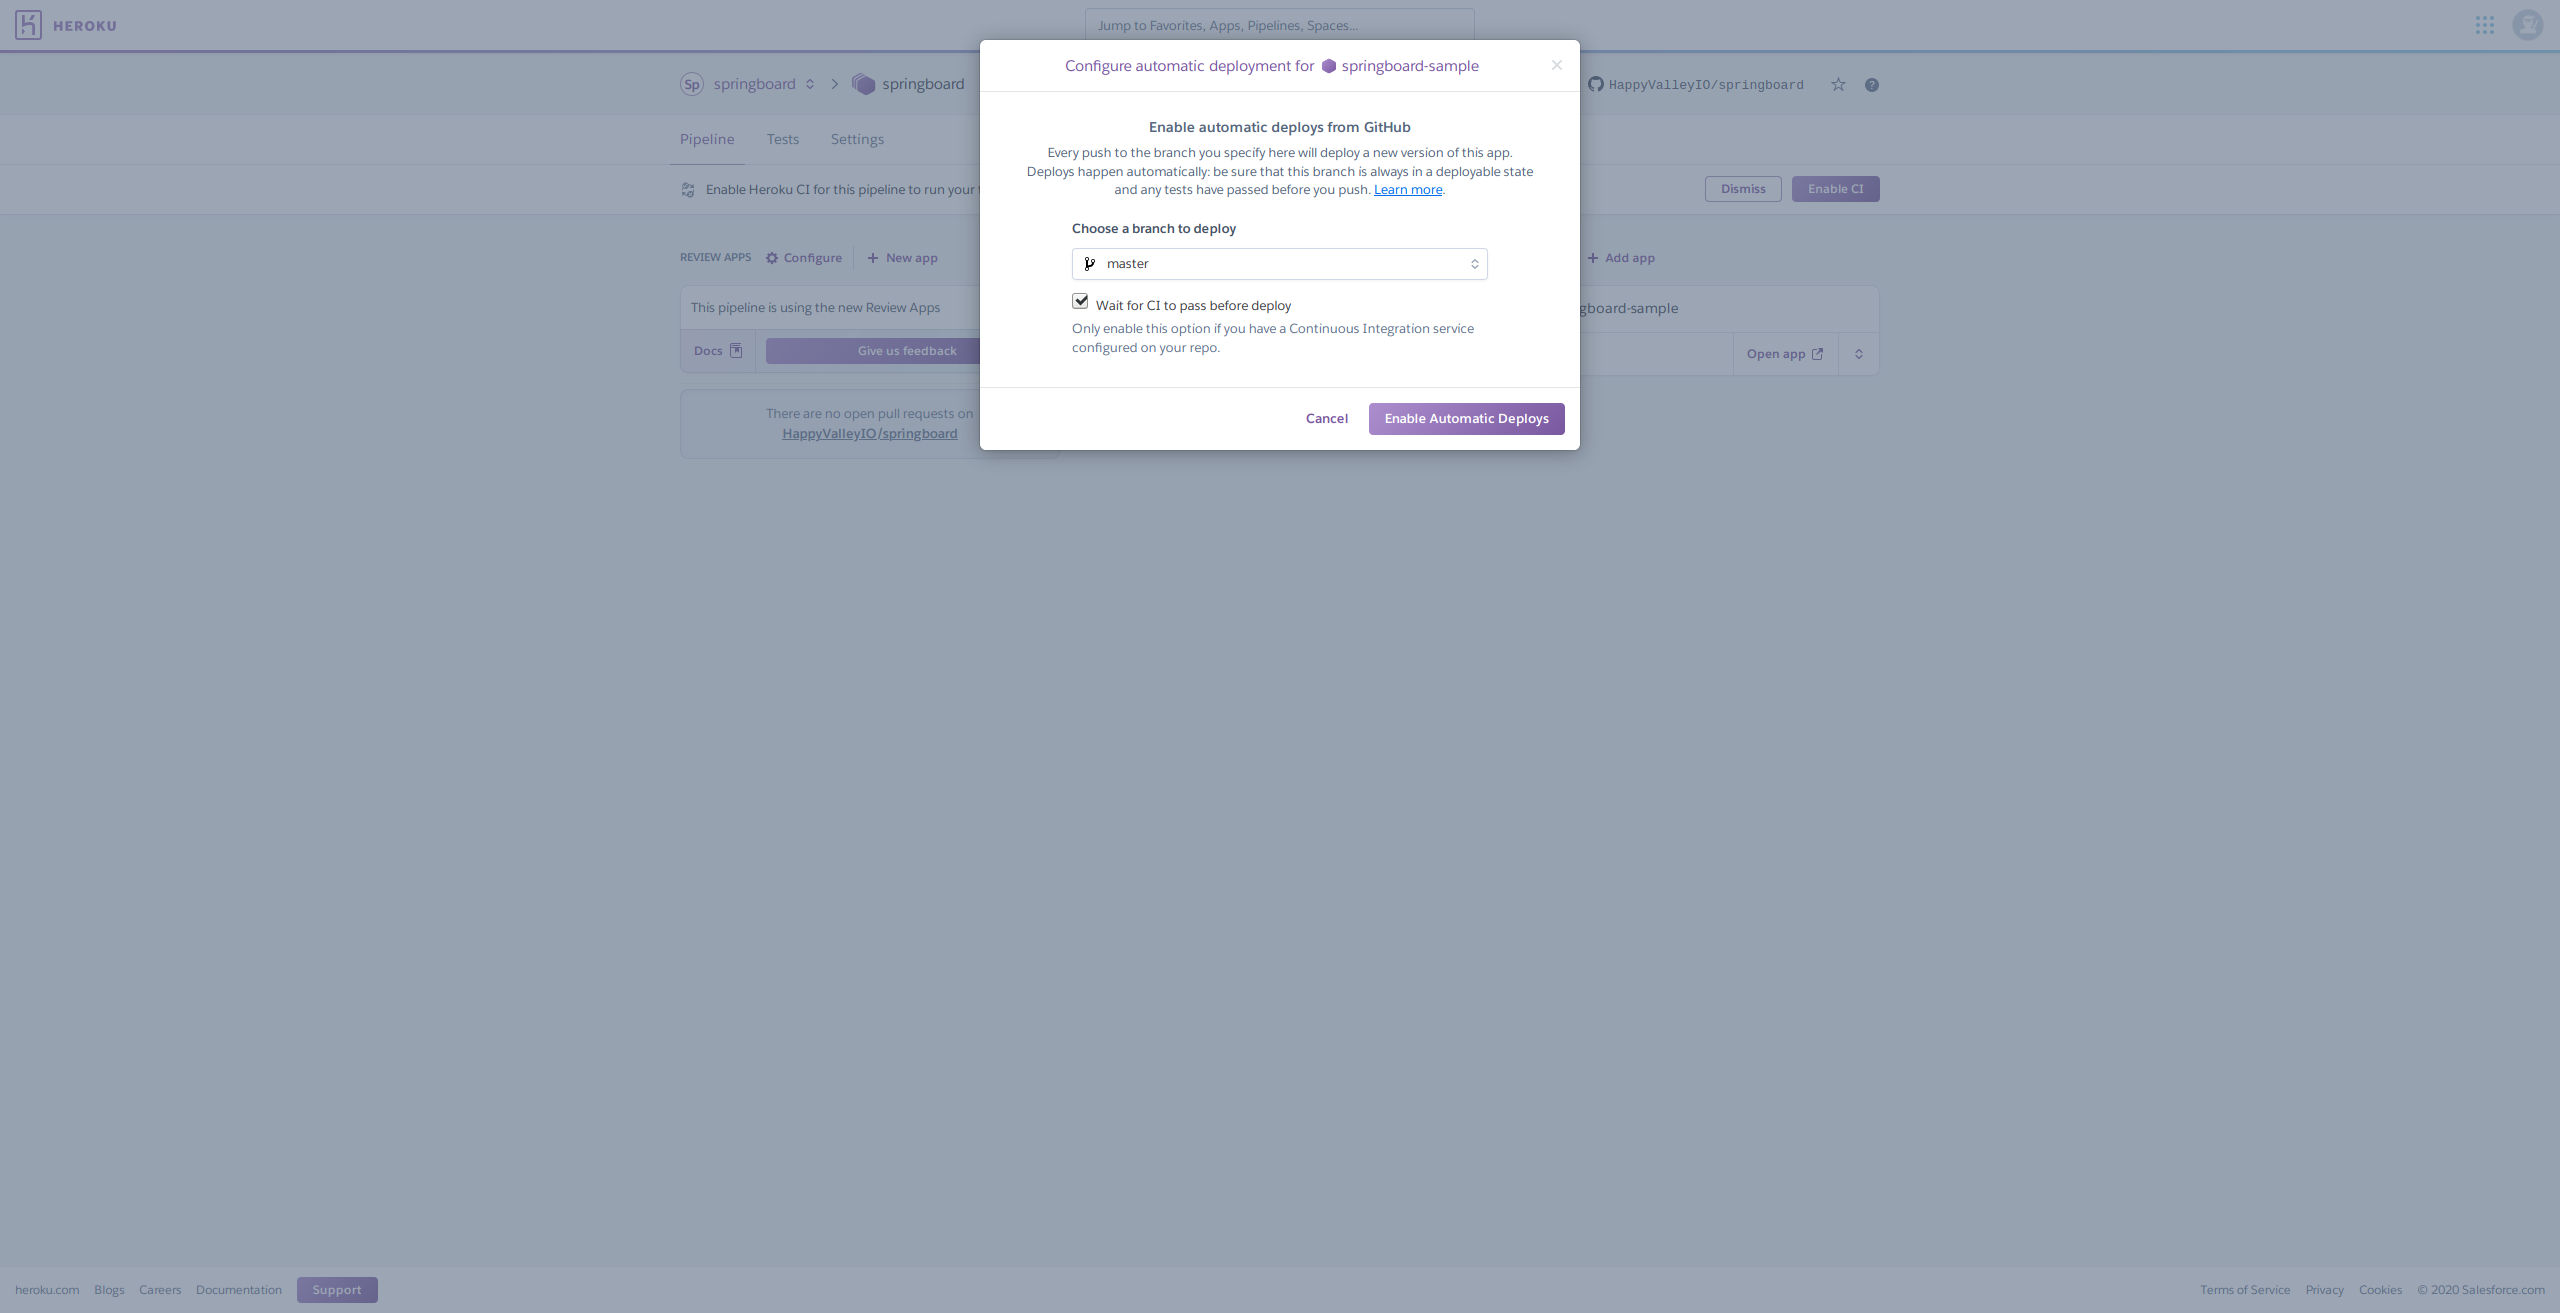 HEROKU
Jump to Favorites, Apps, Pipelines, Spaces...
Sp springboard springboard
HappyValleyIO/springboard
Pipeline Tests Settings
Enable Heroku CI for this pipeline to run your
Dismiss Enable CI
REVIEW APPS Configure New app
Add app
This pipeline is using the new Review Apps
Docs Give us feedback
There are no open pull requests on
HappyValleyIO/springboard
gboard-sample
Open app
Configure automatic deployment for springboard-sample
Enable automatic deploys from GitHub
Every push to the branch you specify here will deploy a new version of this app.
Deploys happen automatically: be sure that this branch is always in a deployable state
and any tests have passed before you push. Learn more.
Choose a branch to deploy
master
Wait for CI to pass before deploy
Only enable this option if you have a Continuous Integration service
configured on your repo.
Cancel Enable Automatic Deploys
heroku.com Blogs Careers Documentation Support
Terms of Service Privacy Cookies © 2020 Salesforce.com